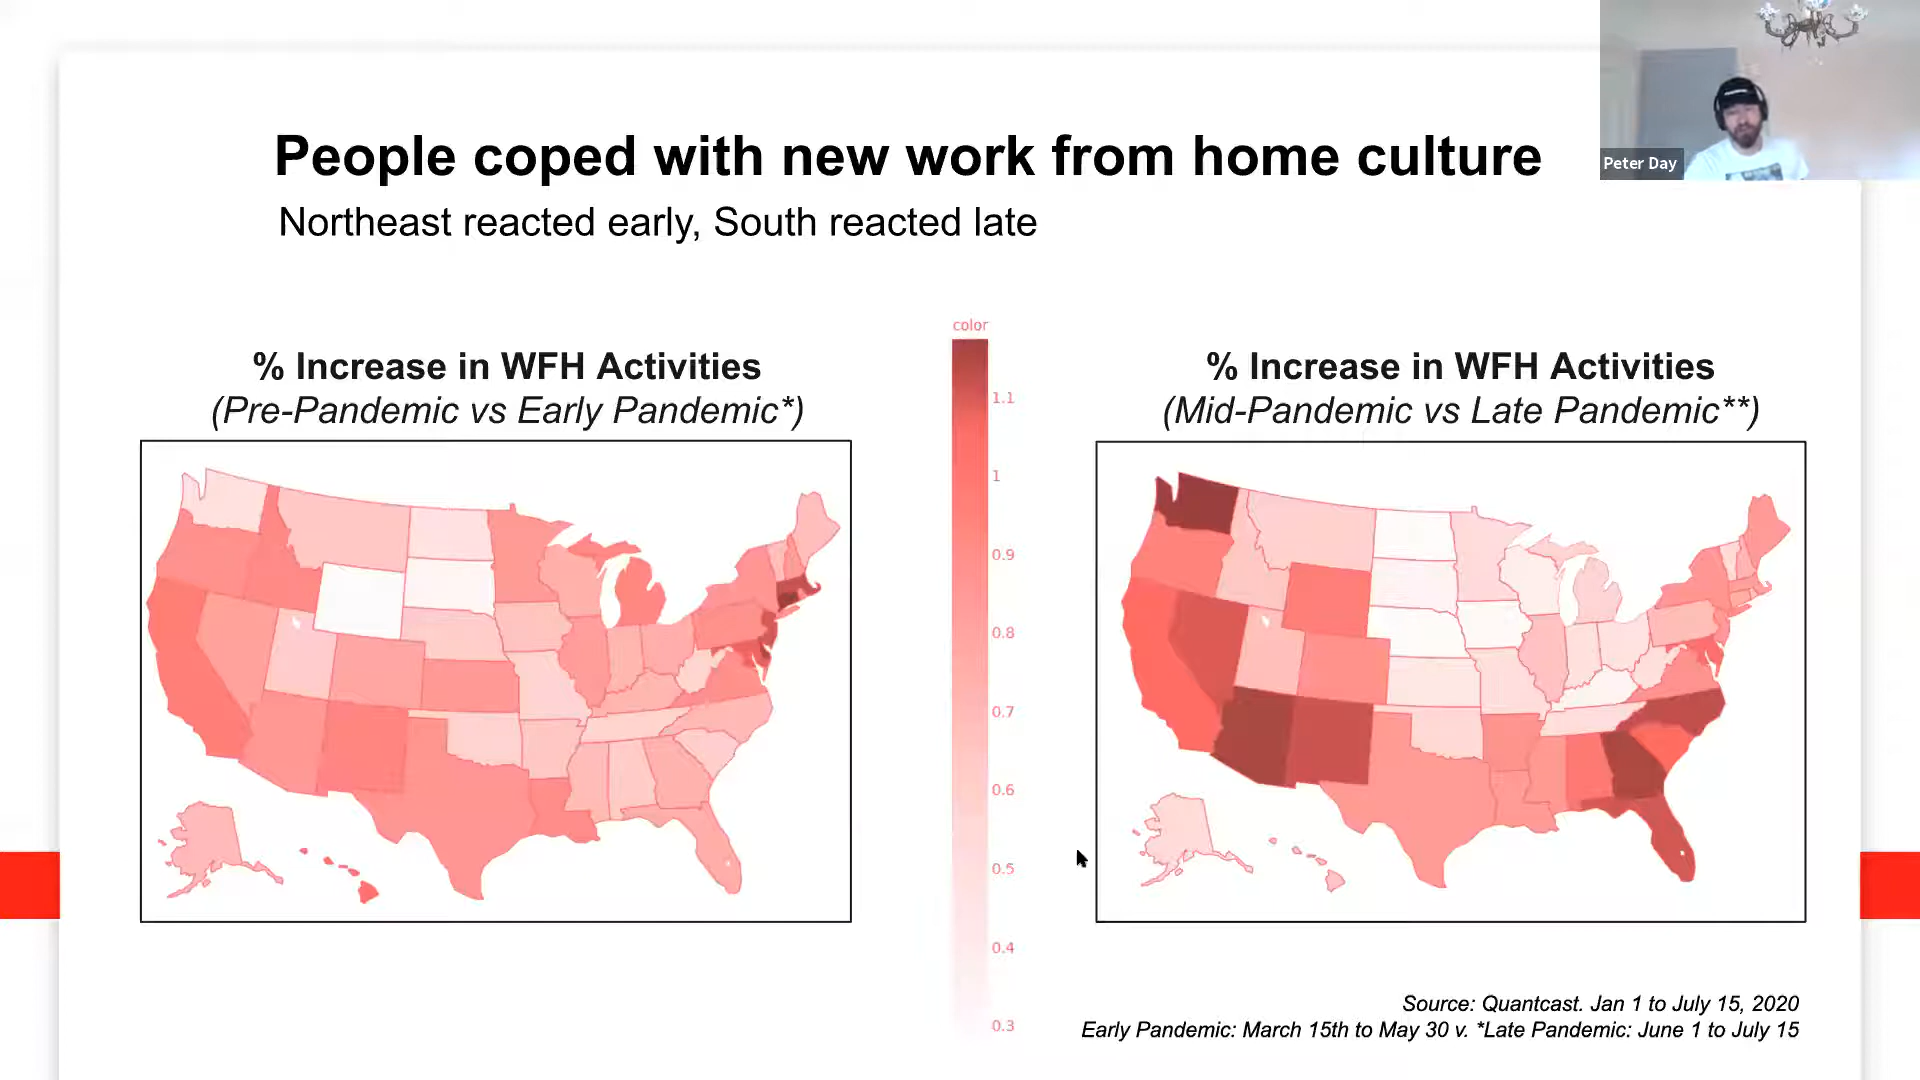 People coped with new work from home culture
Northeast reacted early, South reacted late
Peter Day
% Increase in WFH Activities
(Pre-Pandemic vs Early Pandemic*)
color
1.1
1
0.9
0.8
0.7
0.6
0.5
0.4
0.3
% Increase in WFH Activities
(Mid-Pandemic vs Late Pandemic**)
Source: Quantcast. Jan 1 to July 15, 2020
Early Pandemic: March 15th to May 30 v. *Late Pandemic: June 1 to July 15